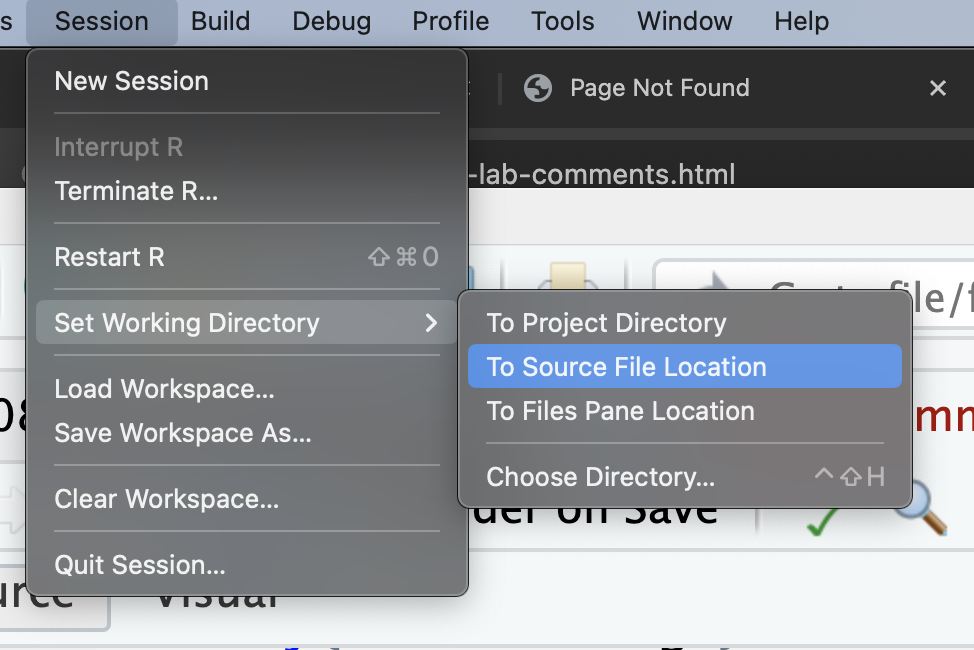 s Session Build Debug Profile Tools Window Help
New Session
Page Not Found ✕
Interrupt R
-lab-comments.html
Terminate R...
Restart R ⇧⌘0
Set Working Directory >
To Project Directory
To Source File Location
To Files Pane Location
Choose Directory... ^⇧H
Load Workspace...
Save Workspace As...
Clear Workspace...
Quit Session...
on Save
Visual